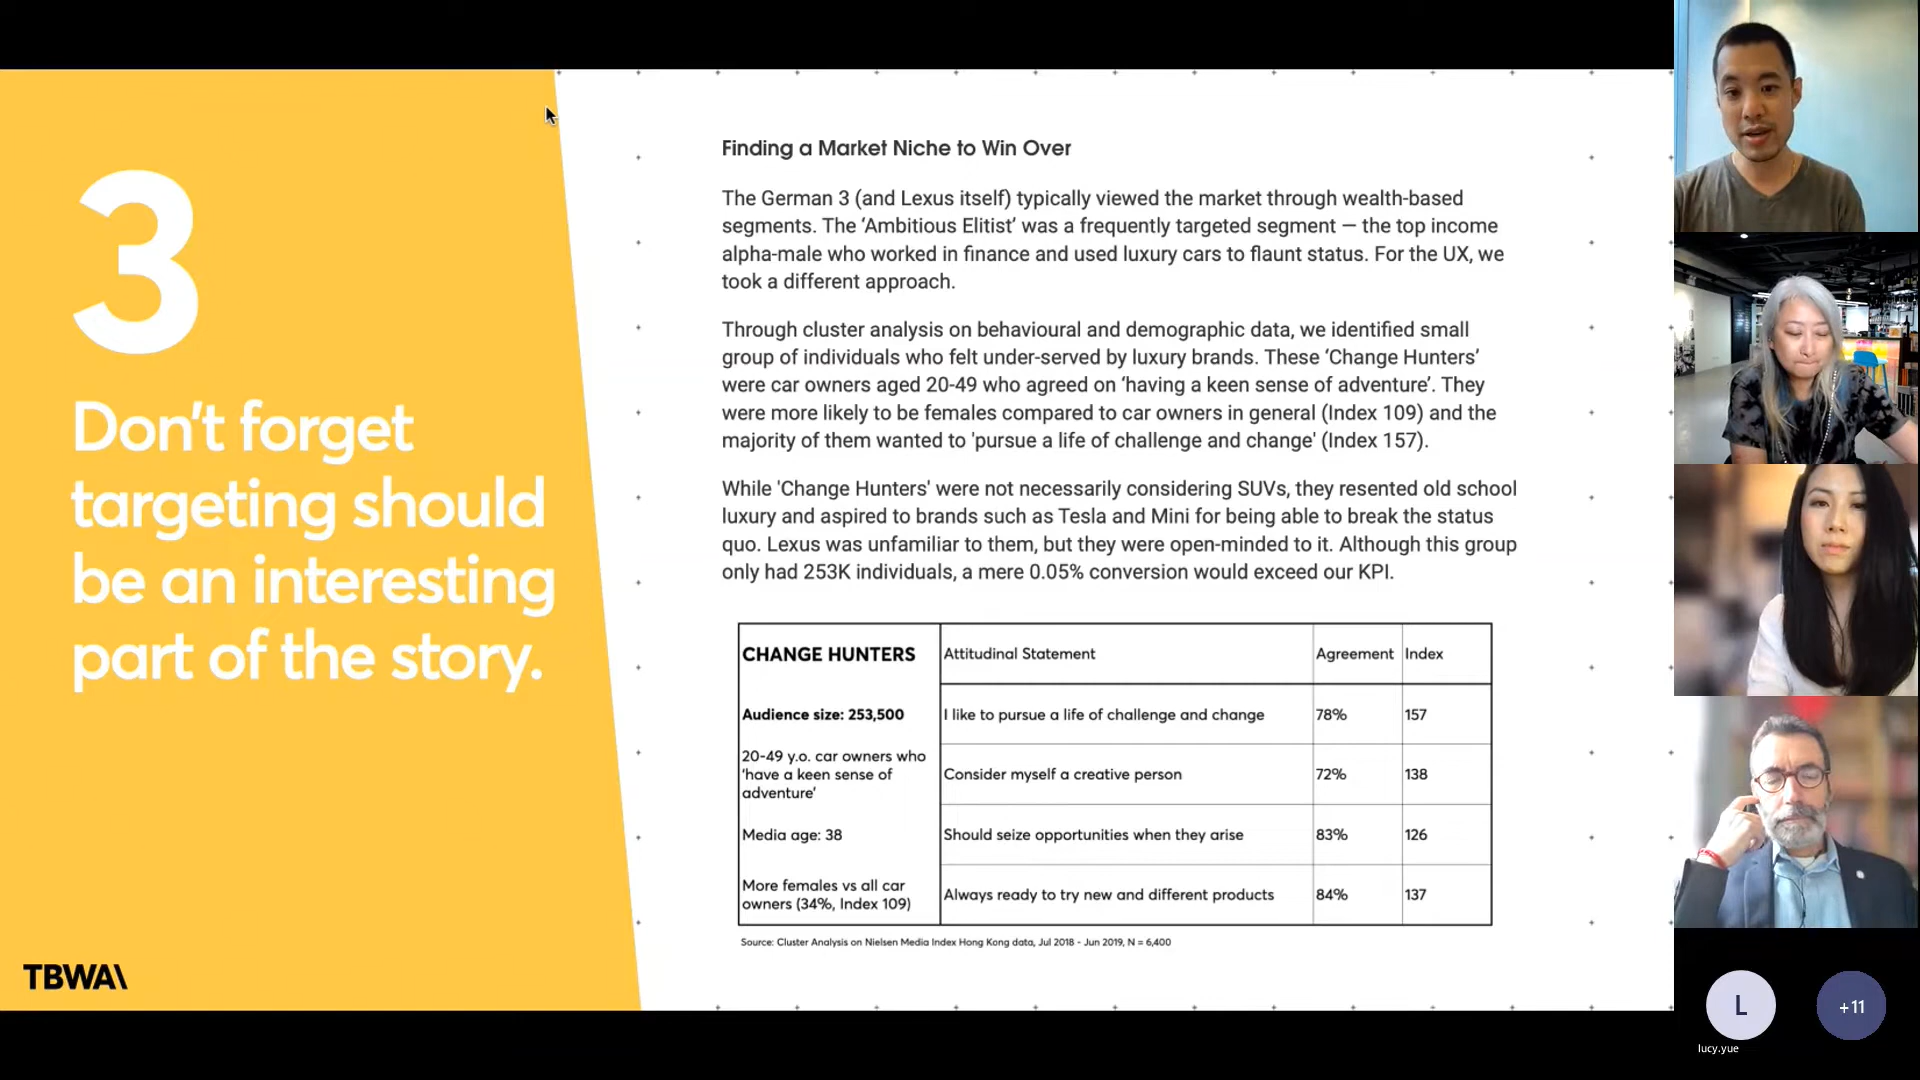 3
Don't forget
targeting should
be an interesting
part of the story.
TBWA\
Finding a Market Niche to Win Over
The German 3 (and Lexus itself) typically viewed the market through wealth-based
segments. The ‘Ambitious Elitist’ was a frequently targeted segment — the top income
alpha-male who worked in finance and used luxury cars to flaunt status. For the UX, we
took a different approach.
Through cluster analysis on behavioural and demographic data, we identified small
group of individuals who felt under-served by luxury brands. These ‘Change Hunters’
were car owners aged 20-49 who agreed on ‘having a keen sense of adventure’. They
were more likely to be females compared to car owners in general (Index 109) and the
majority of them wanted to 'pursue a life of challenge and change' (Index 157).
While 'Change Hunters' were not necessarily considering SUVs, they resented old school
luxury and aspired to brands such as Tesla and Mini for being able to break the status
quo. Lexus was unfamiliar to them, but they were open-minded to it. Although this group
only had 253K individuals, a mere 0.05% conversion would exceed our KPI.
CHANGE HUNTERS
Audience size: 253,500
20-49 y.o. car owners who
‘have a keen sense of
adventure’
Media age: 38
More females vs all car
owners (34%, Index 109)
Attitudinal Statement Agreement Index
I like to pursue a life of challenge and change 78% 157
Consider myself a creative person 72% 138
Should seize opportunities when they arise 83% 126
Always ready to try new and different products 84% 137
Source: Cluster Analysis on Nielsen Media Index Hong Kong data, Jul 2018 - Jun 2019, N = 6,400
L
+11
lucy.yue